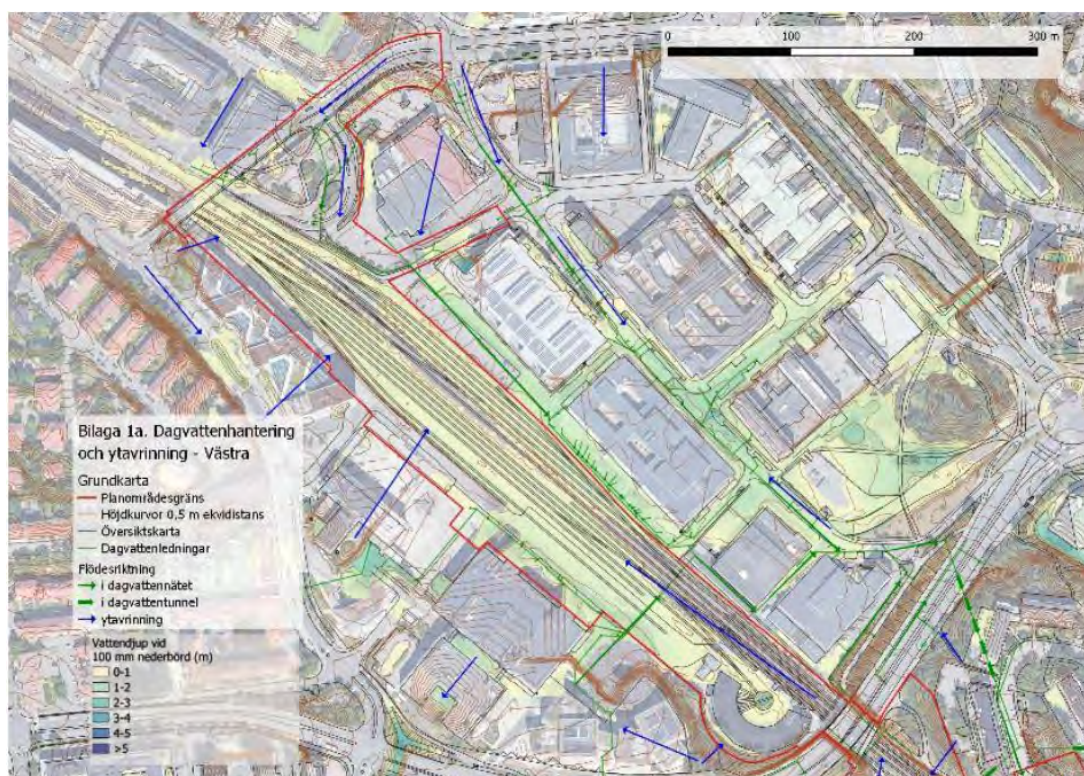 0 100 200 300 m
Bilaga 1a. Dagvattenhantering
och ytavrinning - Västra
Grundkarta
Planområdesgräns
Höjdkurvor 0,5 m ekvidistans
Översiktskarta
Dagvattenledningar
Flödesriktning
i dagvattennätet
i dagvattentunnel
ytavrinning
Vattendjup vid
100 mm nederbörd (m)
0-1
1-2
2-3
3-4
4-5
>5